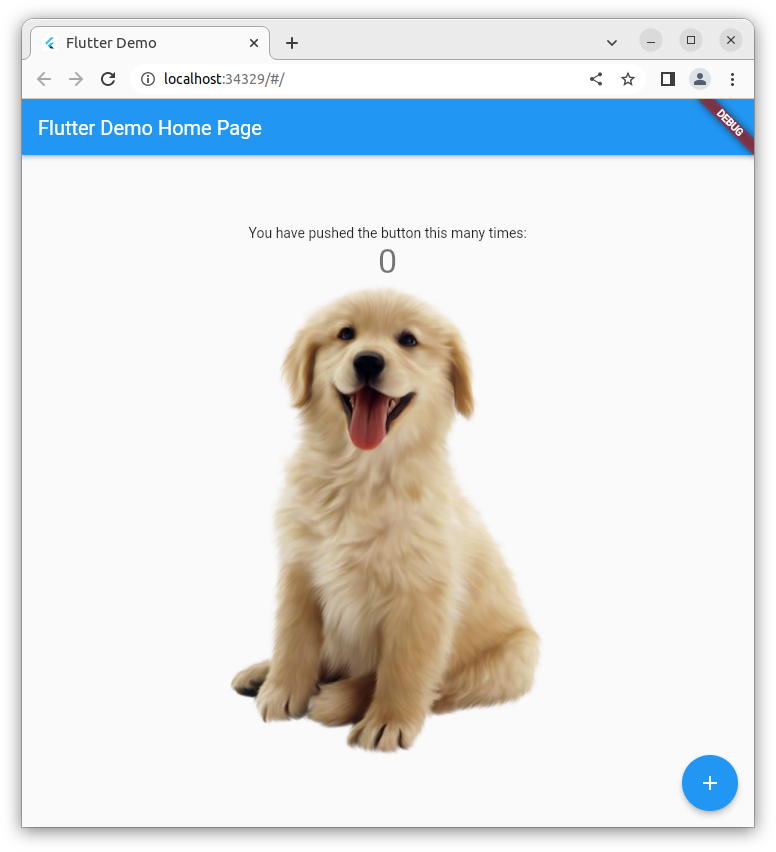 Flutter Demo
localhost:34329/#/
Flutter Demo Home Page
DEBUG
You have pushed the button this many times:
0